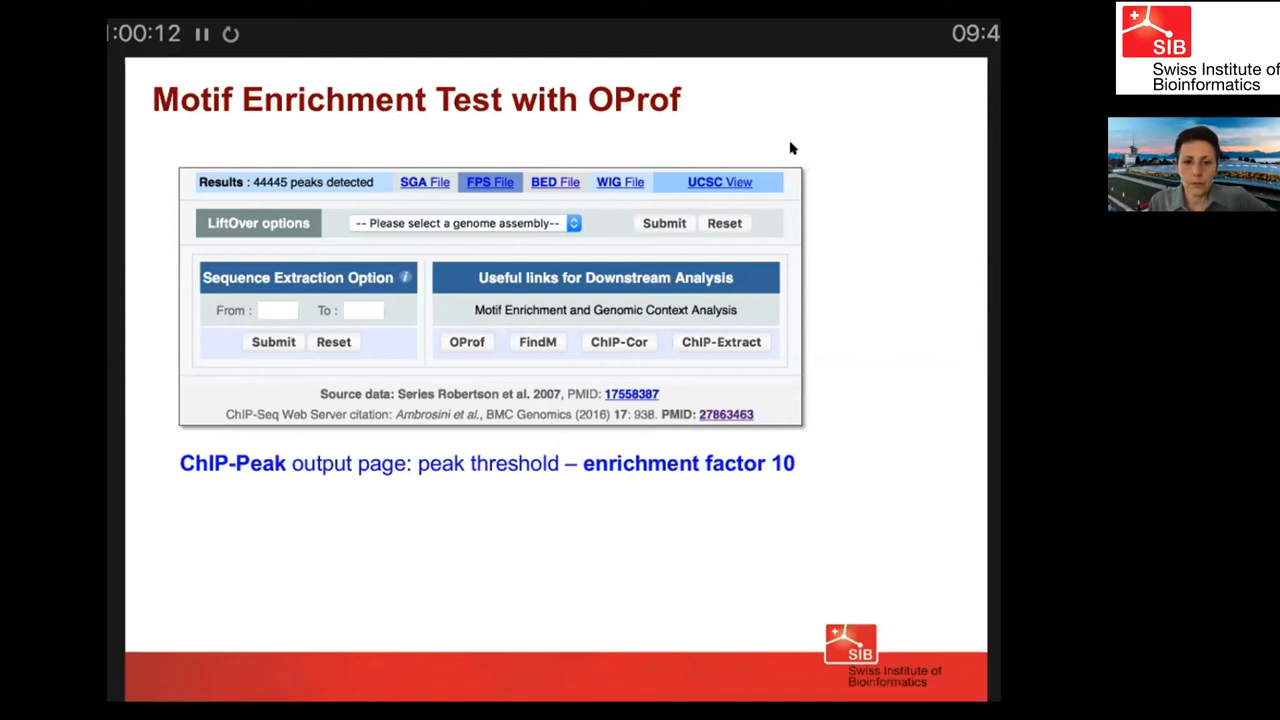 :00:12
09:4
SIB
Swiss Institute of
Bioinformatics
Motif Enrichment Test with OProf
Results : 44445 peaks detected SGA File FPS File BED File WIG File UCSC View
LiftOver options -- Please select a genome assembly-- Submit Reset
Sequence Extraction Option i Useful links for Downstream Analysis
From : To : Motif Enrichment and Genomic Context Analysis
Submit Reset OProf FindM ChIP-Cor ChIP-Extract
Source data: Series Robertson et al. 2007, PMID: 17558387
ChIP-Seq Web Server citation: Ambrosini et al., BMC Genomics (2016) 17: 938. PMID: 27863463
ChIP-Peak output page: peak threshold – enrichment factor 10
SIB
Swiss Institute of
Bioinformatics